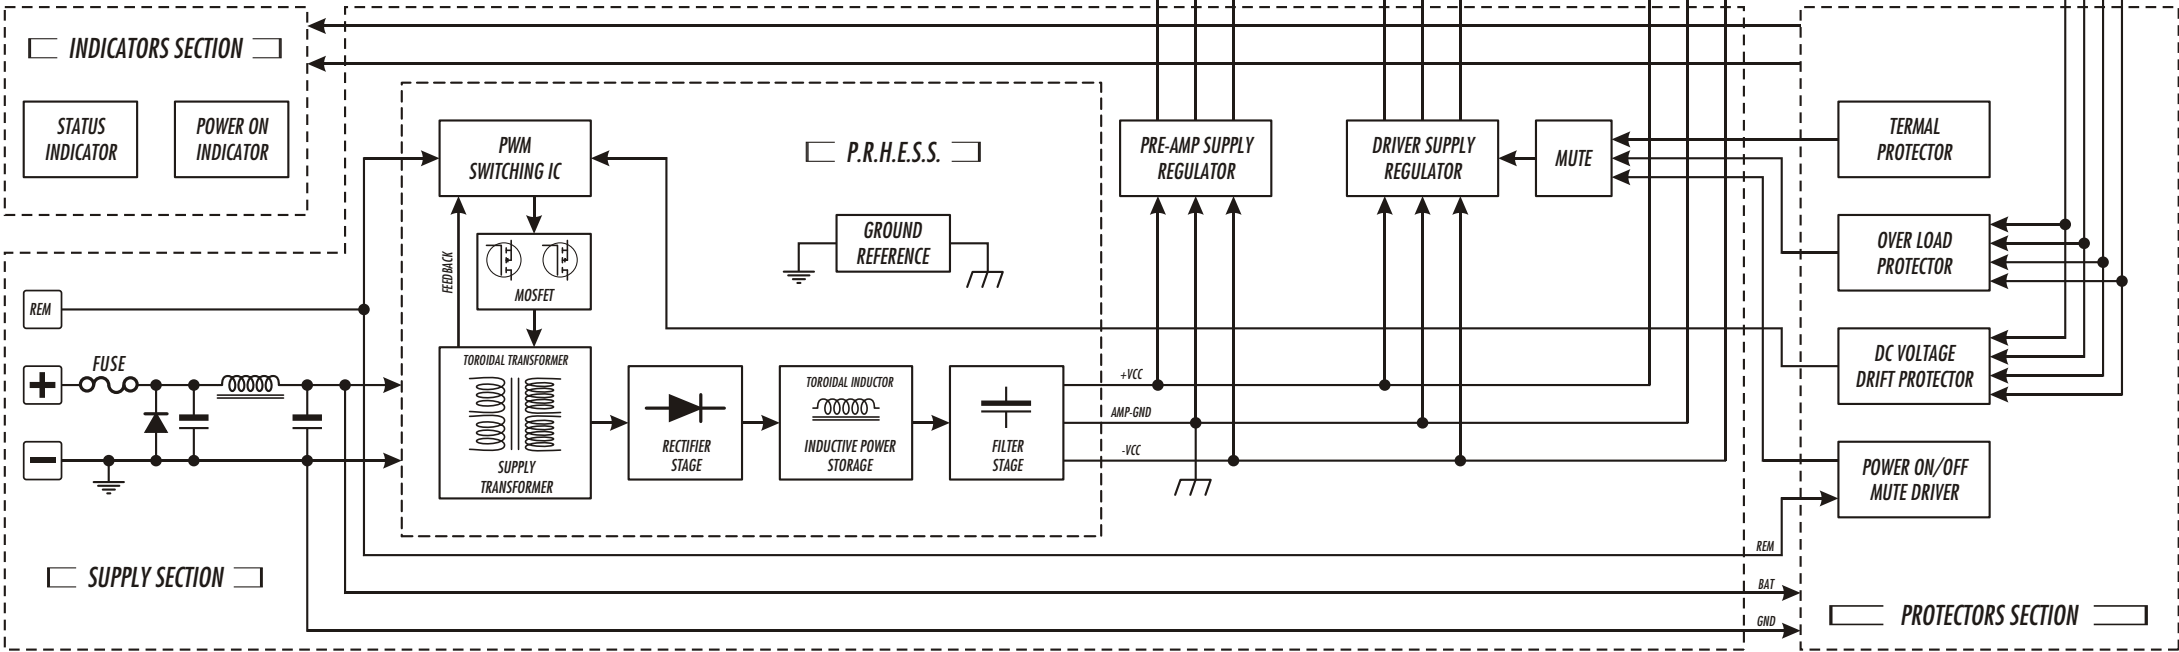 INDICATORS SECTION
STATUS
INDICATOR
POWER ON
INDICATOR
PWM
SWITCHING IC
P.R.H.E.S.S.
GROUND
REFERENCE
FEEDBACK
MOSFET
TOROIDAL TRANSFORMER
SUPPLY
TRANSFORMER
RECTIFIER
STAGE
TOROIDAL INDUCTOR
INDUCTIVE POWER
STORAGE
FILTER
STAGE
+VCC
AMP-GND
-VCC
PRE-AMP SUPPLY
REGULATOR
DRIVER SUPPLY
REGULATOR
MUTE
TERMAL
PROTECTOR
OVER LOAD
PROTECTOR
DC VOLTAGE
DRIFT PROTECTOR
POWER ON/OFF
MUTE DRIVER
REM
FUSE
+
−
SUPPLY SECTION
REM
BAT
GND
PROTECTORS SECTION